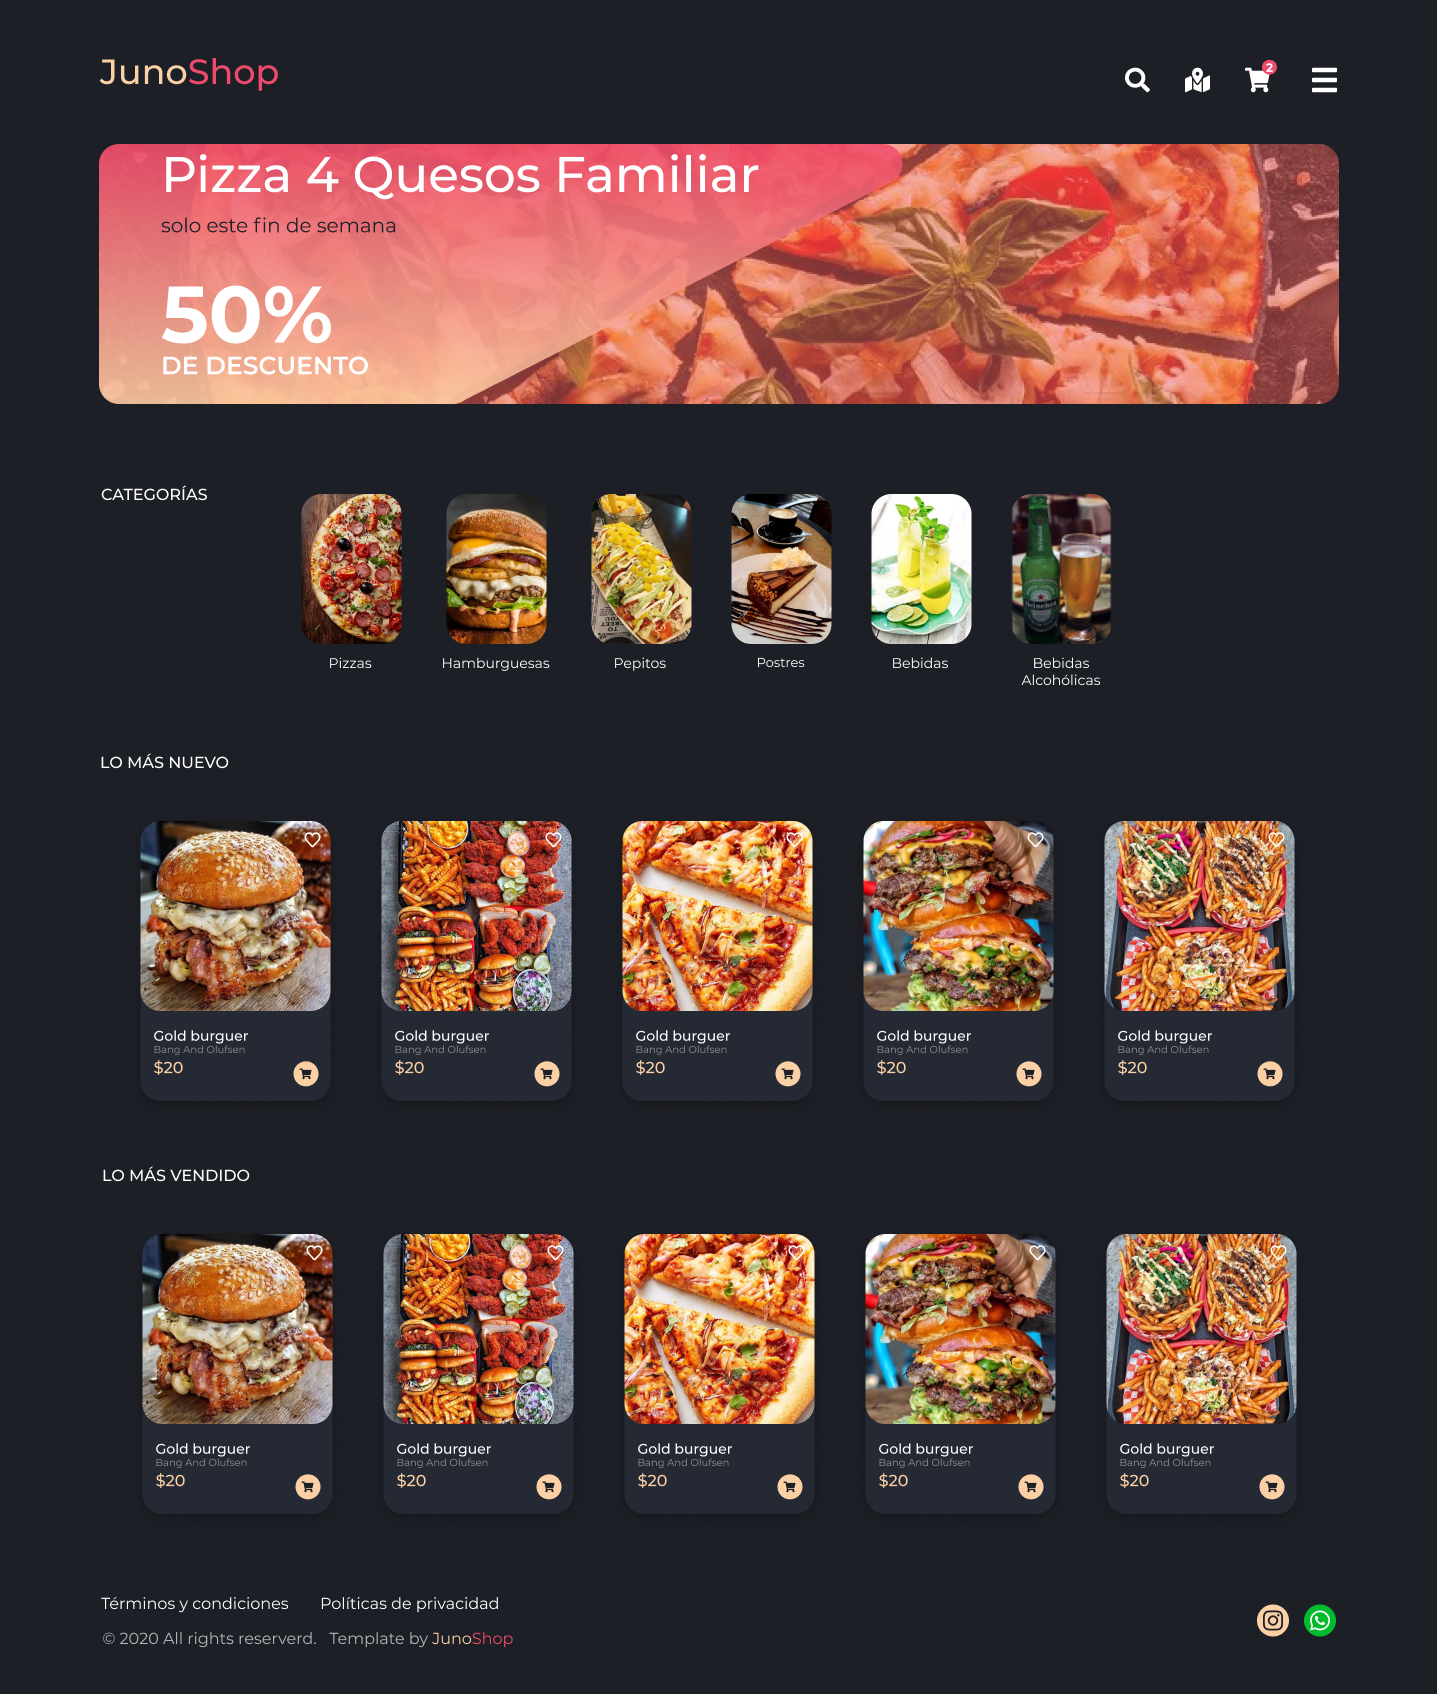 JunoShop
2
Pizza 4 Quesos Familiar
solo este fin de semana
50%
DE DESCUENTO
CATEGORÍAS
Pizzas
Hamburguesas
Pepitos
Postres
Bebidas
Bebidas
Alcohólicas
Heineken
LO MÁS NUEVO
Gold burguer
Bang And Olufsen
$20
Gold burguer
Bang And Olufsen
$20
Gold burguer
Bang And Olufsen
$20
Gold burguer
Bang And Olufsen
$20
Gold burguer
Bang And Olufsen
$20
LO MÁS VENDIDO
Gold burguer
Bang And Olufsen
$20
Gold burguer
Bang And Olufsen
$20
Gold burguer
Bang And Olufsen
$20
Gold burguer
Bang And Olufsen
$20
Gold burguer
Bang And Olufsen
$20
Términos y condiciones Políticas de privacidad
© 2020 All rights reserverd. Template by JunoShop